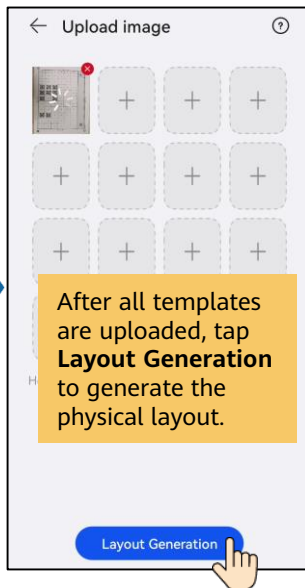 Upload image
After all templates
are uploaded, tap
Layout Generation
to generate the
physical layout.
Layout Generation